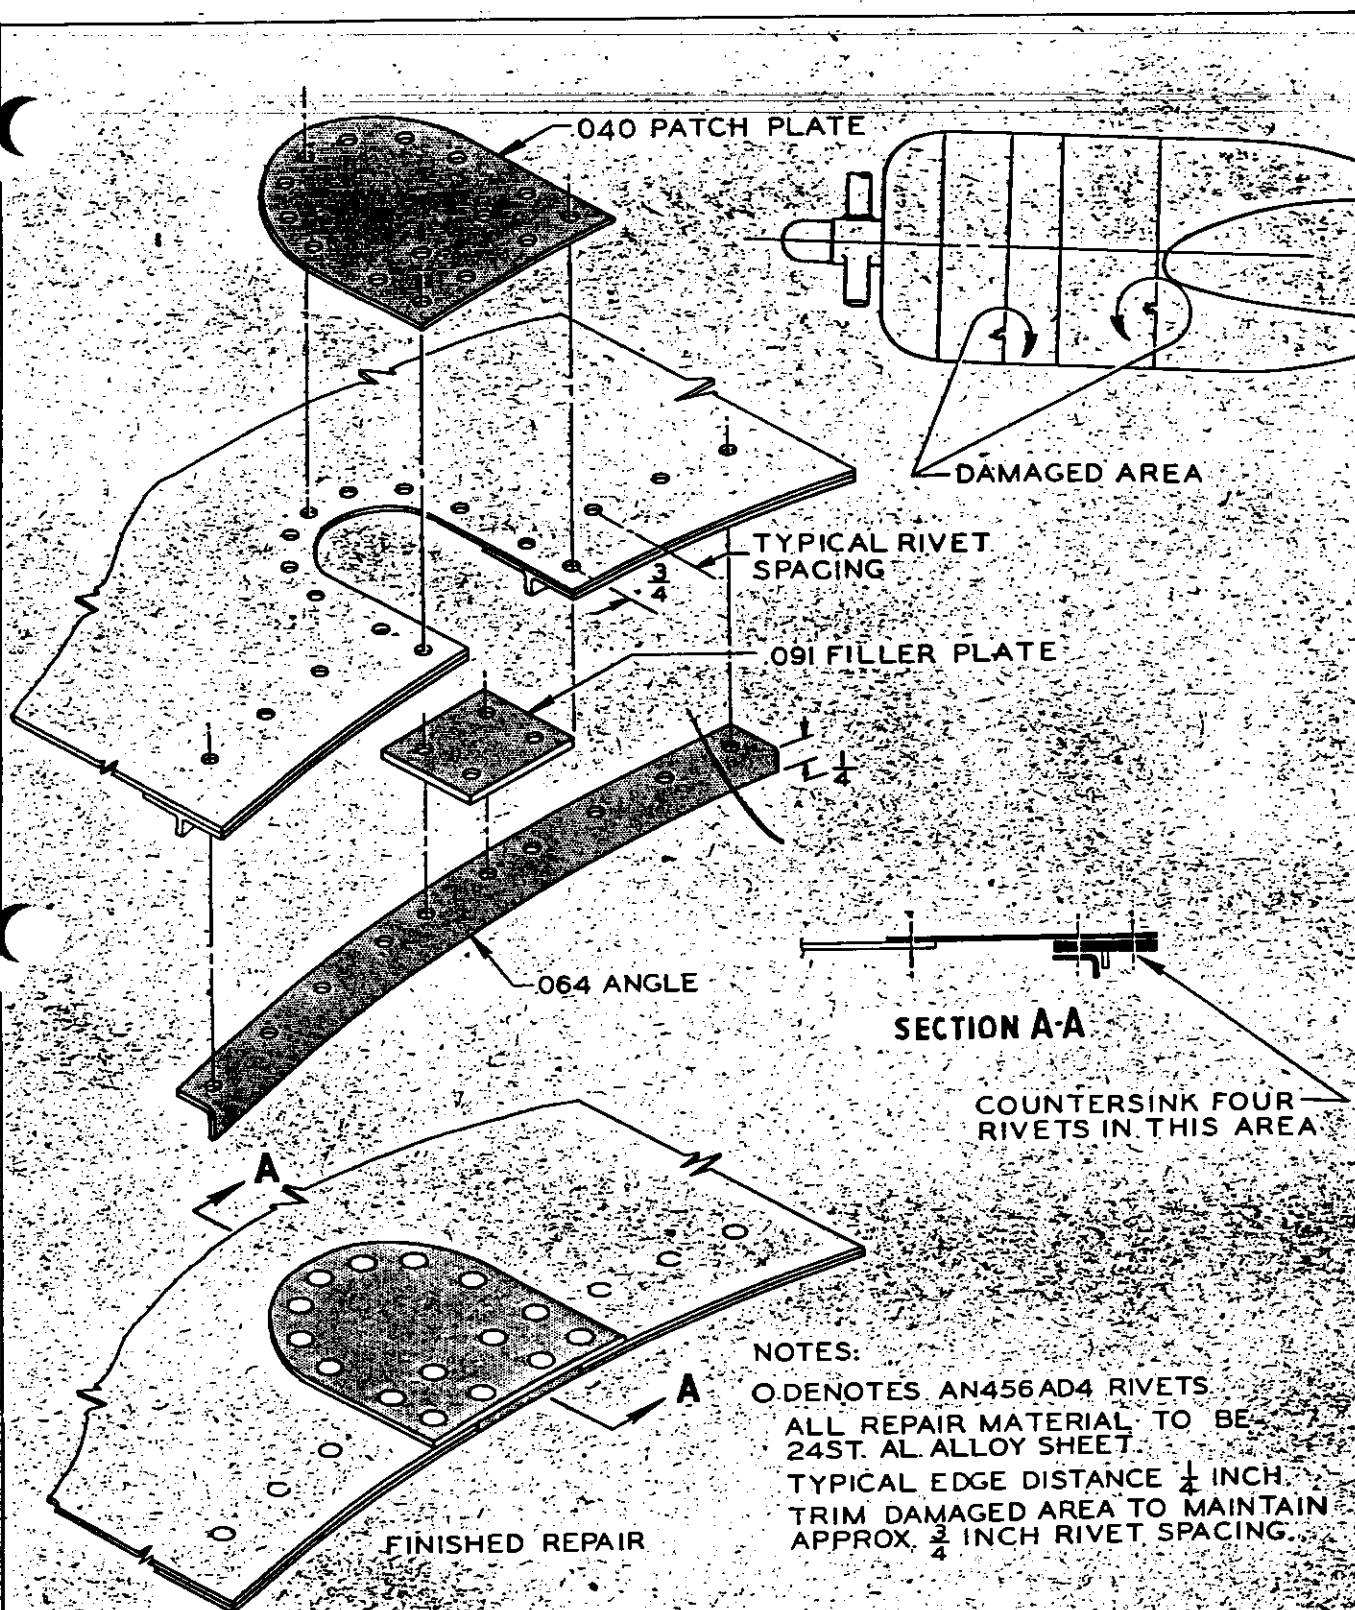 .040 PATCH PLATE
DAMAGED AREA
TYPICAL RIVET
SPACING
3/4
.091 FILLER PLATE
1/4
.064 ANGLE
SECTION A-A
COUNTERSINK FOUR
RIVETS IN THIS AREA
A
A
NOTES:
O DENOTES AN456AD4 RIVETS
ALL REPAIR MATERIAL TO BE
24ST. AL. ALLOY SHEET.
TYPICAL EDGE DISTANCE 1/4 INCH.
TRIM DAMAGED AREA TO MAINTAIN
APPROX. 3/4 INCH RIVET SPACING.
FINISHED REPAIR